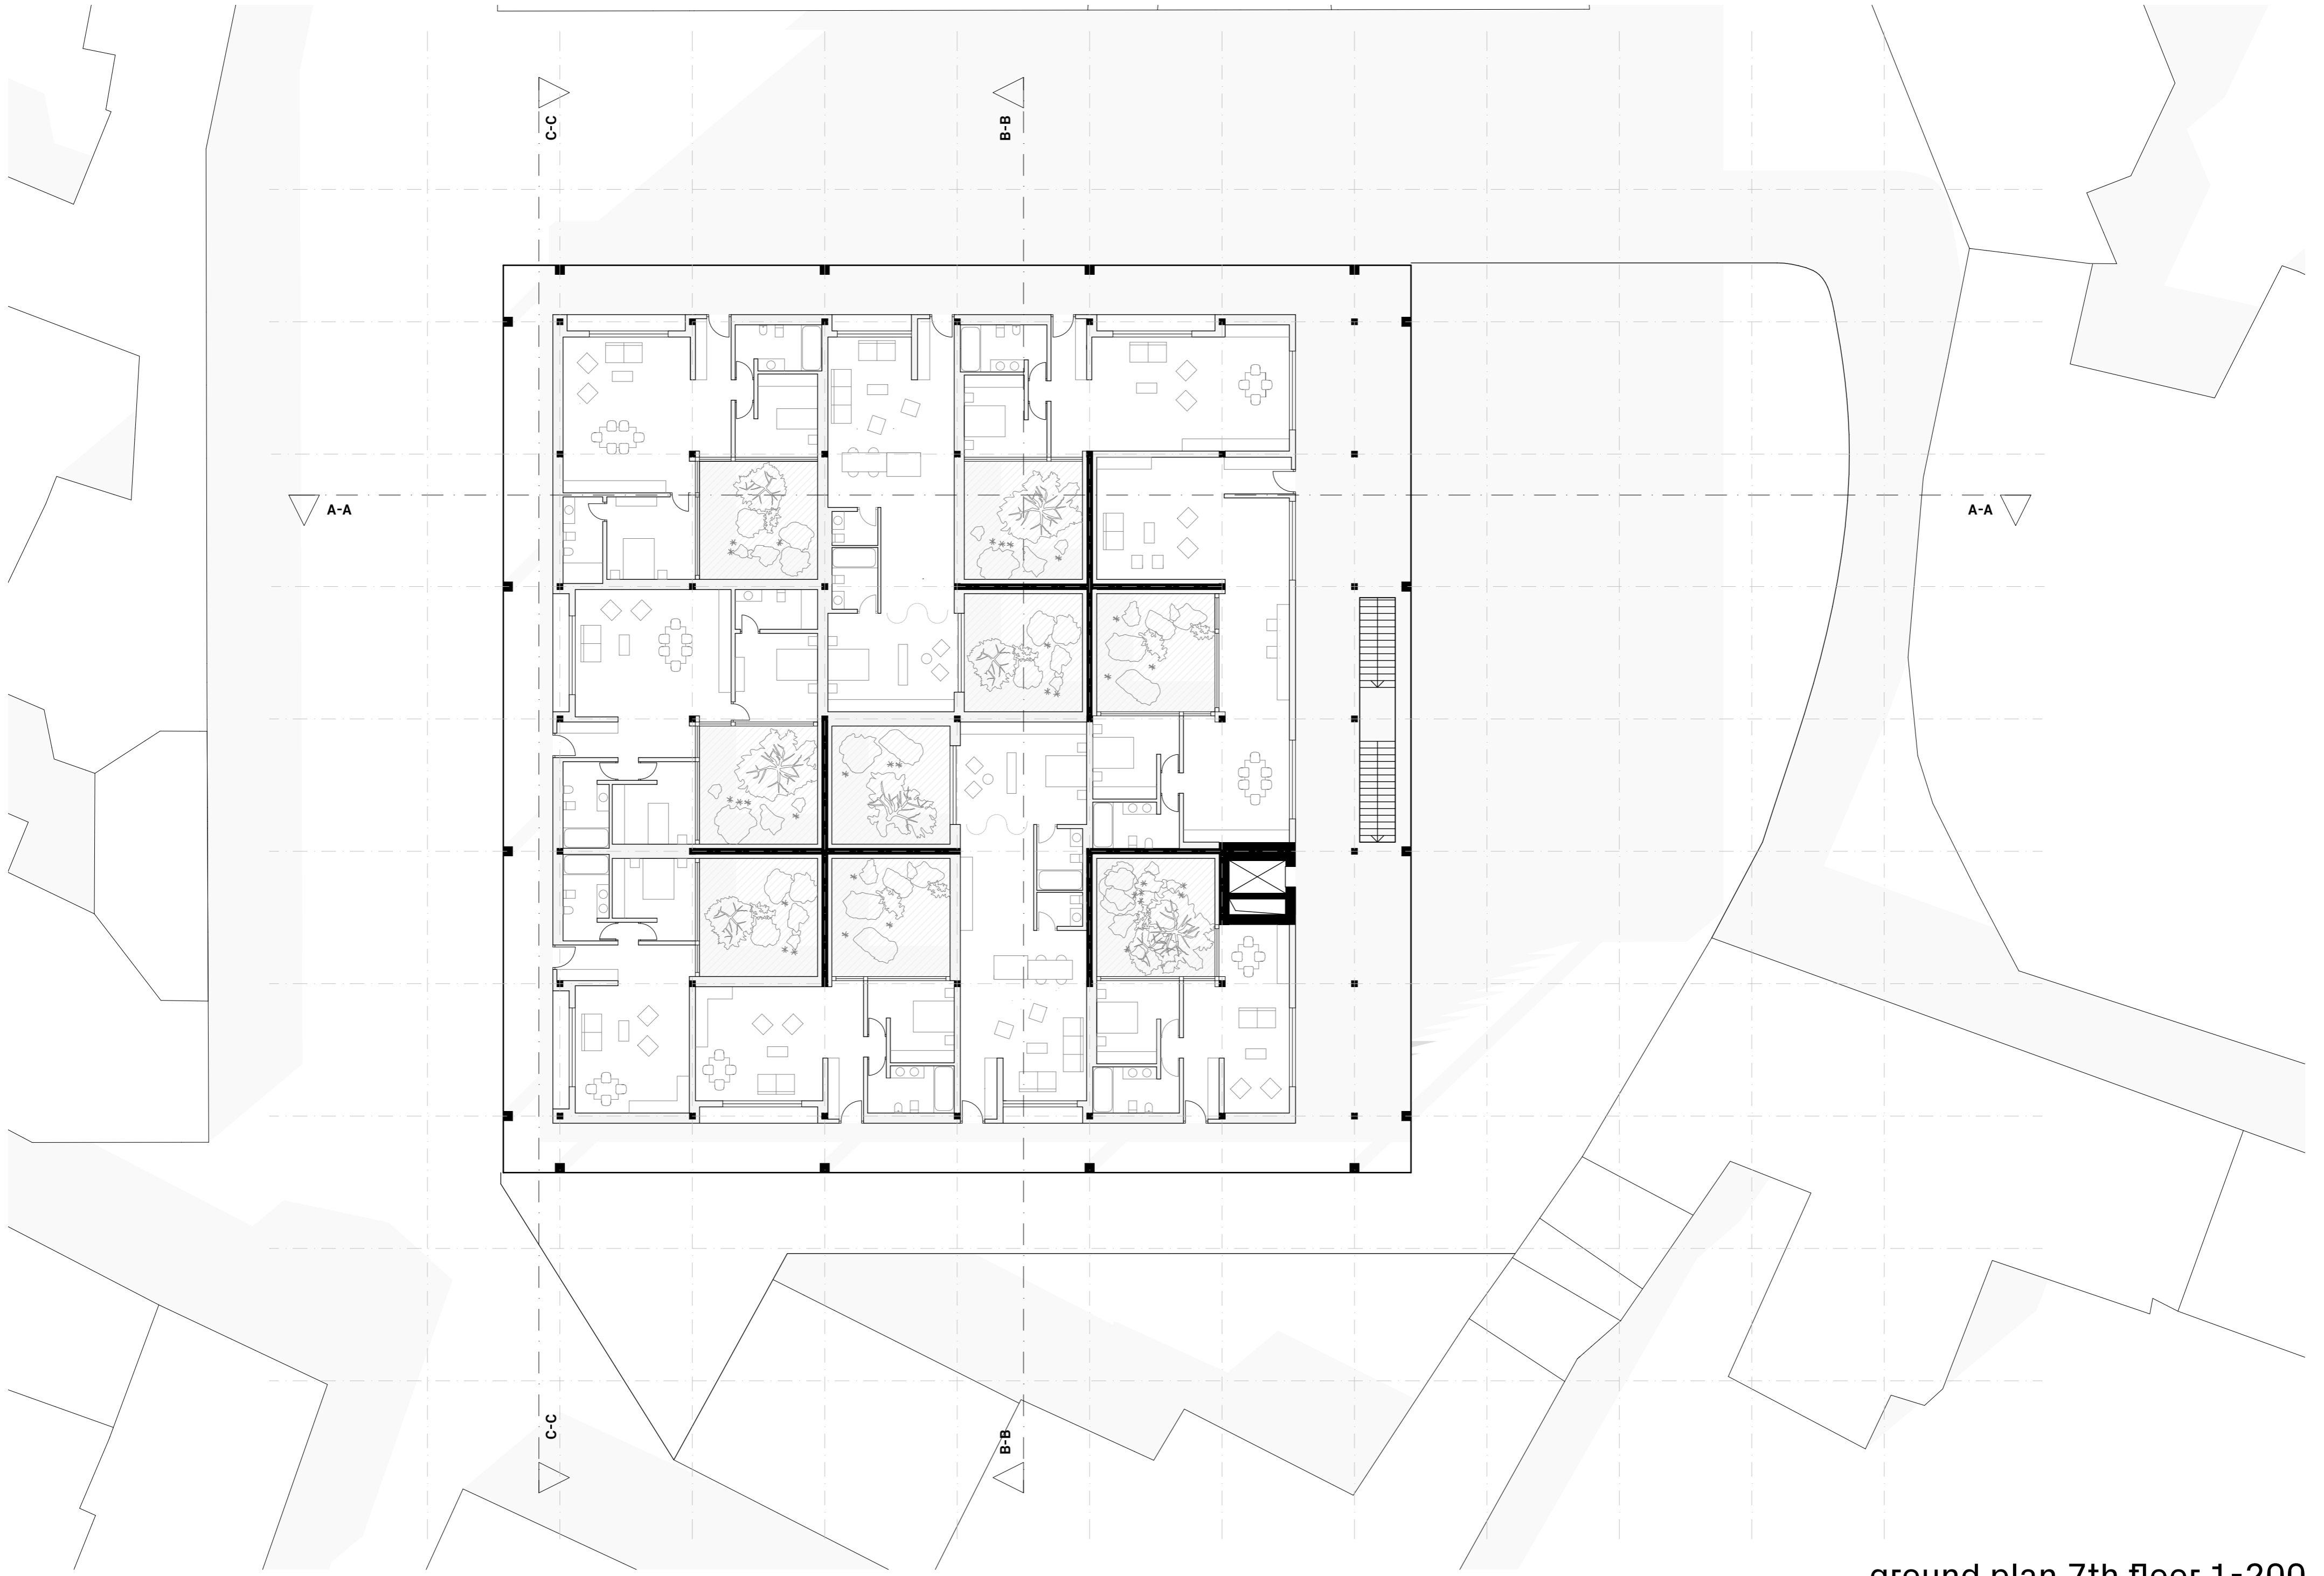 C-C
B-B
A-A
A-A
C-C
B-B
ground plan 7th floor 1-200